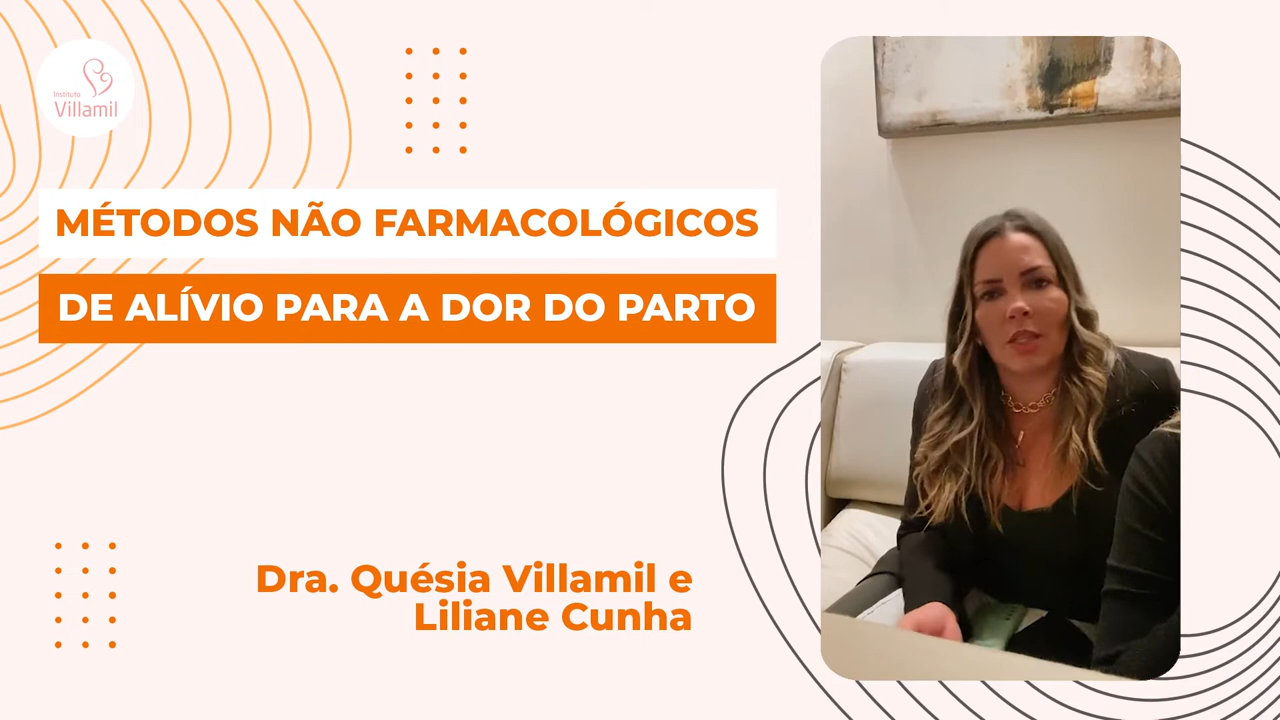 Instituto
Villamil
MÉTODOS NÃO FARMACOLÓGICOS
DE ALÍVIO PARA A DOR DO PARTO
Dra. Quésia Villamil e
Liliane Cunha